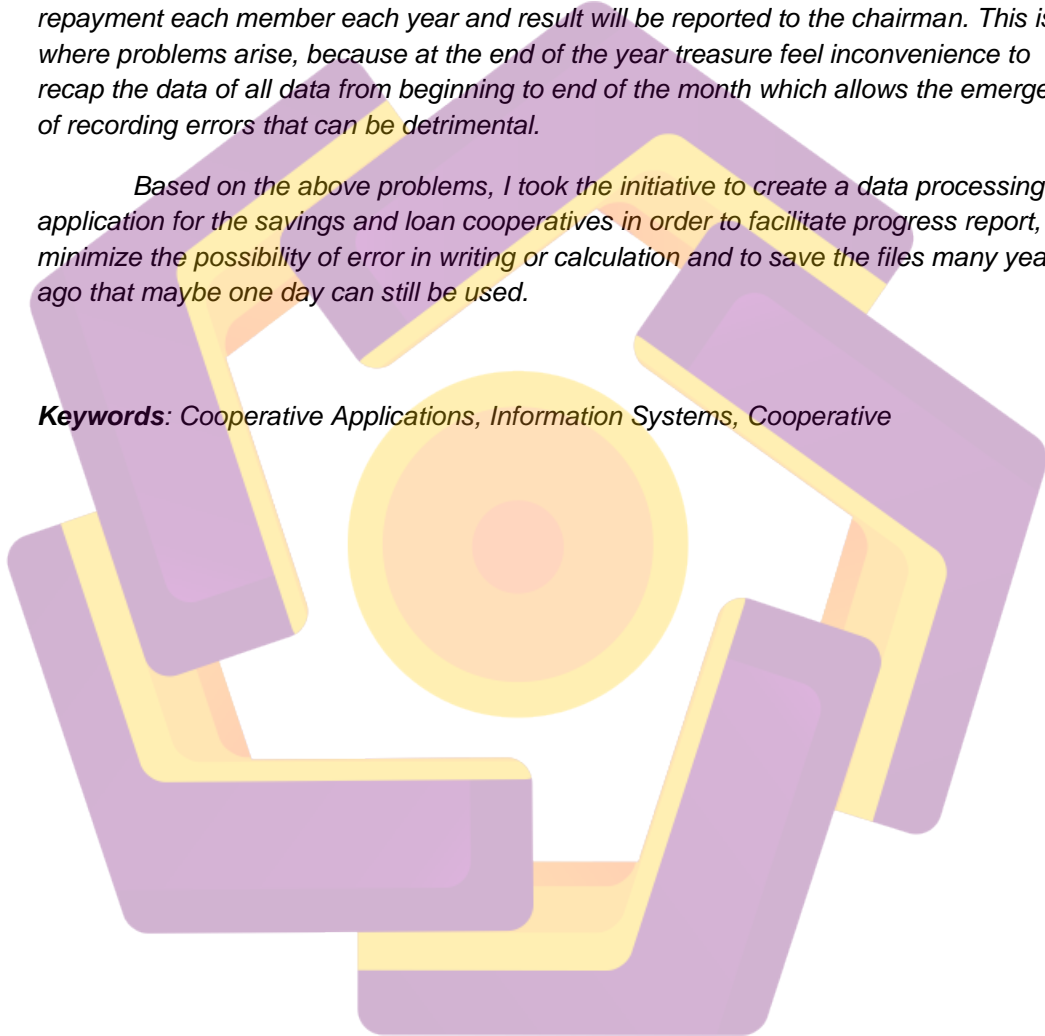 repayment each member each year and result will be reported to the chairman. This is
where problems arise, because at the end of the year treasure feel inconvenience to
recap the data of all data from beginning to end of the month which allows the emerge
of recording errors that can be detrimental.
Based on the above problems, I took the initiative to create a data processing
application for the savings and loan cooperatives in order to facilitate progress report,
minimize the possibility of error in writing or calculation and to save the files many yea
ago that maybe one day can still be used.
Keywords: Cooperative Applications, Information Systems, Cooperative